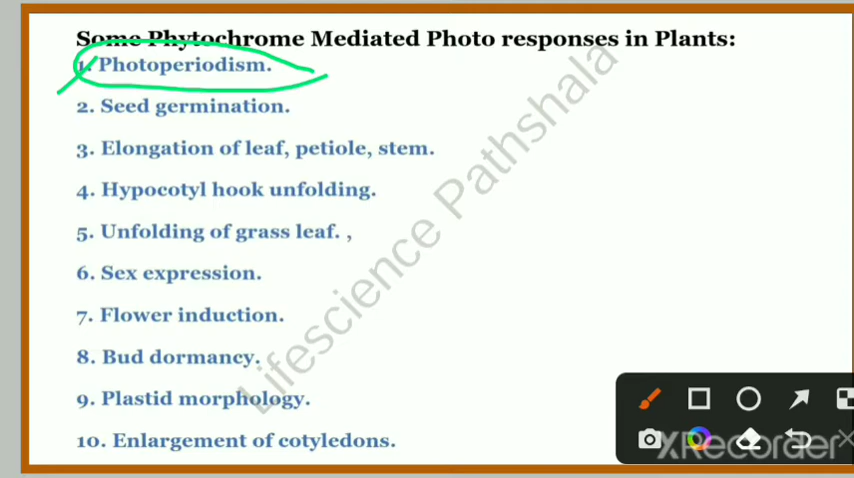 Some Phytochrome Mediated Photo responses in Plants:
1. Photoperiodism.
2. Seed germination.
3. Elongation of leaf, petiole, stem.
4. Hypocotyl hook unfolding.
5. Unfolding of grass leaf. ,
6. Sex expression.
7. Flower induction.
8. Bud dormancy.
9. Plastid morphology.
10. Enlargement of cotyledons.
Lifescience Pathshala
XRecorder